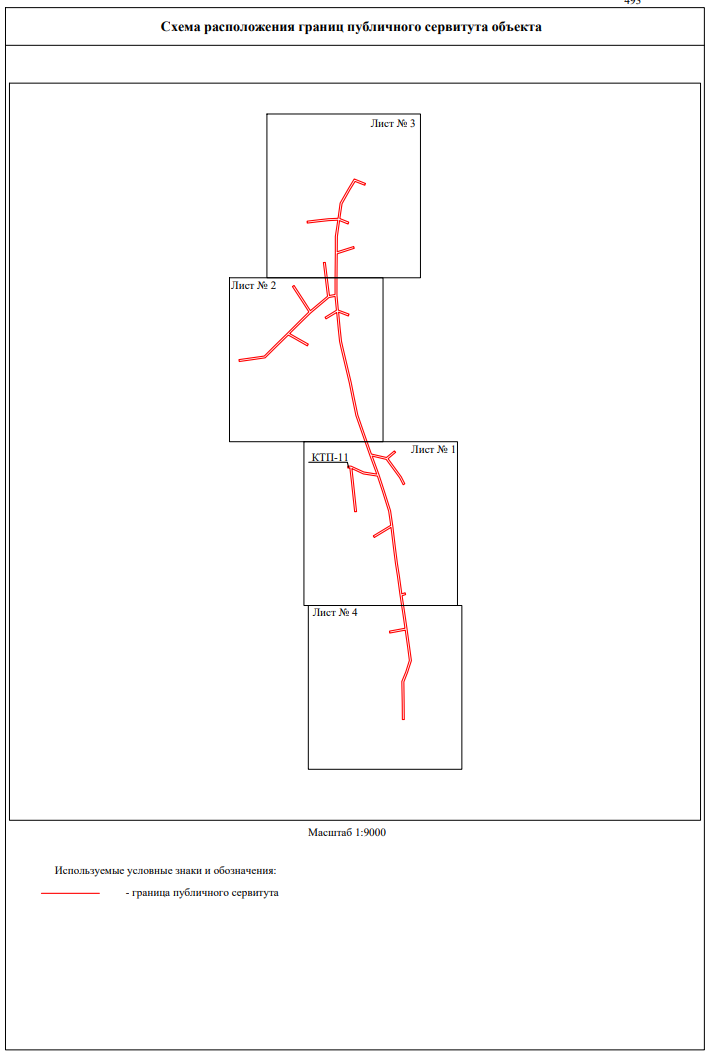 495
Схема расположения границ публичного сервитута объекта
Лист № 3
Лист № 2
Лист № 1
КТП-11
Лист № 4
Масштаб 1:9000
Используемые условные знаки и обозначения:
- граница публичного сервитута